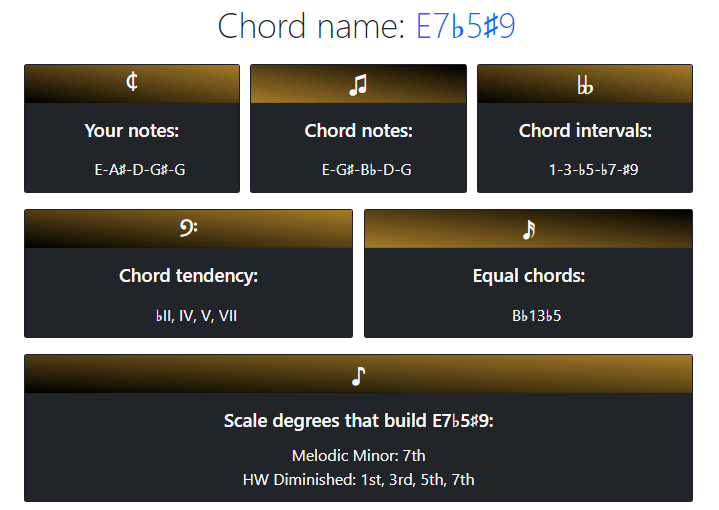 Chord name: E7♭5♯9
Your notes:
E-A♯-D-G♯-G
Chord notes:
E-G♯-B♭-D-G
Chord intervals:
1-3-♭5-♭7-♯9
Chord tendency:
♭II, IV, V, VII
Equal chords:
B♭13♭5
Scale degrees that build E7♭5♯9:
Melodic Minor: 7th
HW Diminished: 1st, 3rd, 5th, 7th